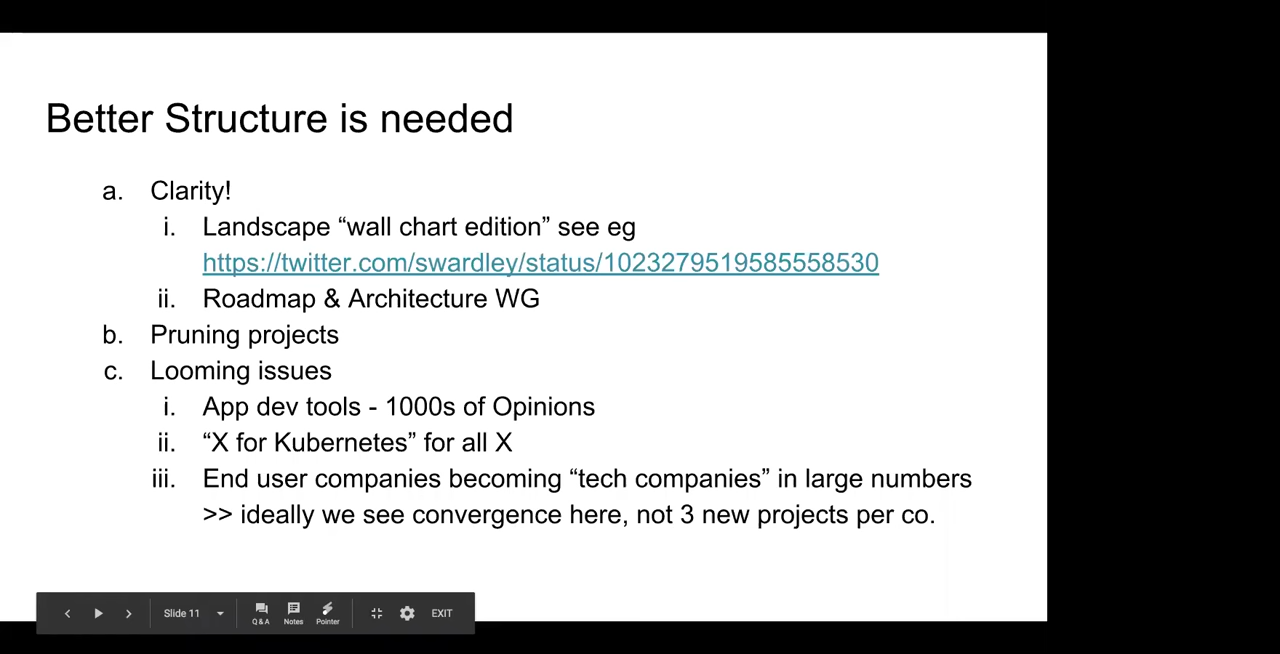 Better Structure is needed
a. Clarity!
i. Landscape “wall chart edition” see eg
https://twitter.com/swardley/status/1023279519585558530
ii. Roadmap & Architecture WG
b. Pruning projects
c. Looming issues
i. App dev tools - 1000s of Opinions
ii. “X for Kubernetes” for all X
iii. End user companies becoming “tech companies” in large numbers
>> ideally we see convergence here, not 3 new projects per co.
Slide 11
Q & A
Notes
Pointer
EXIT